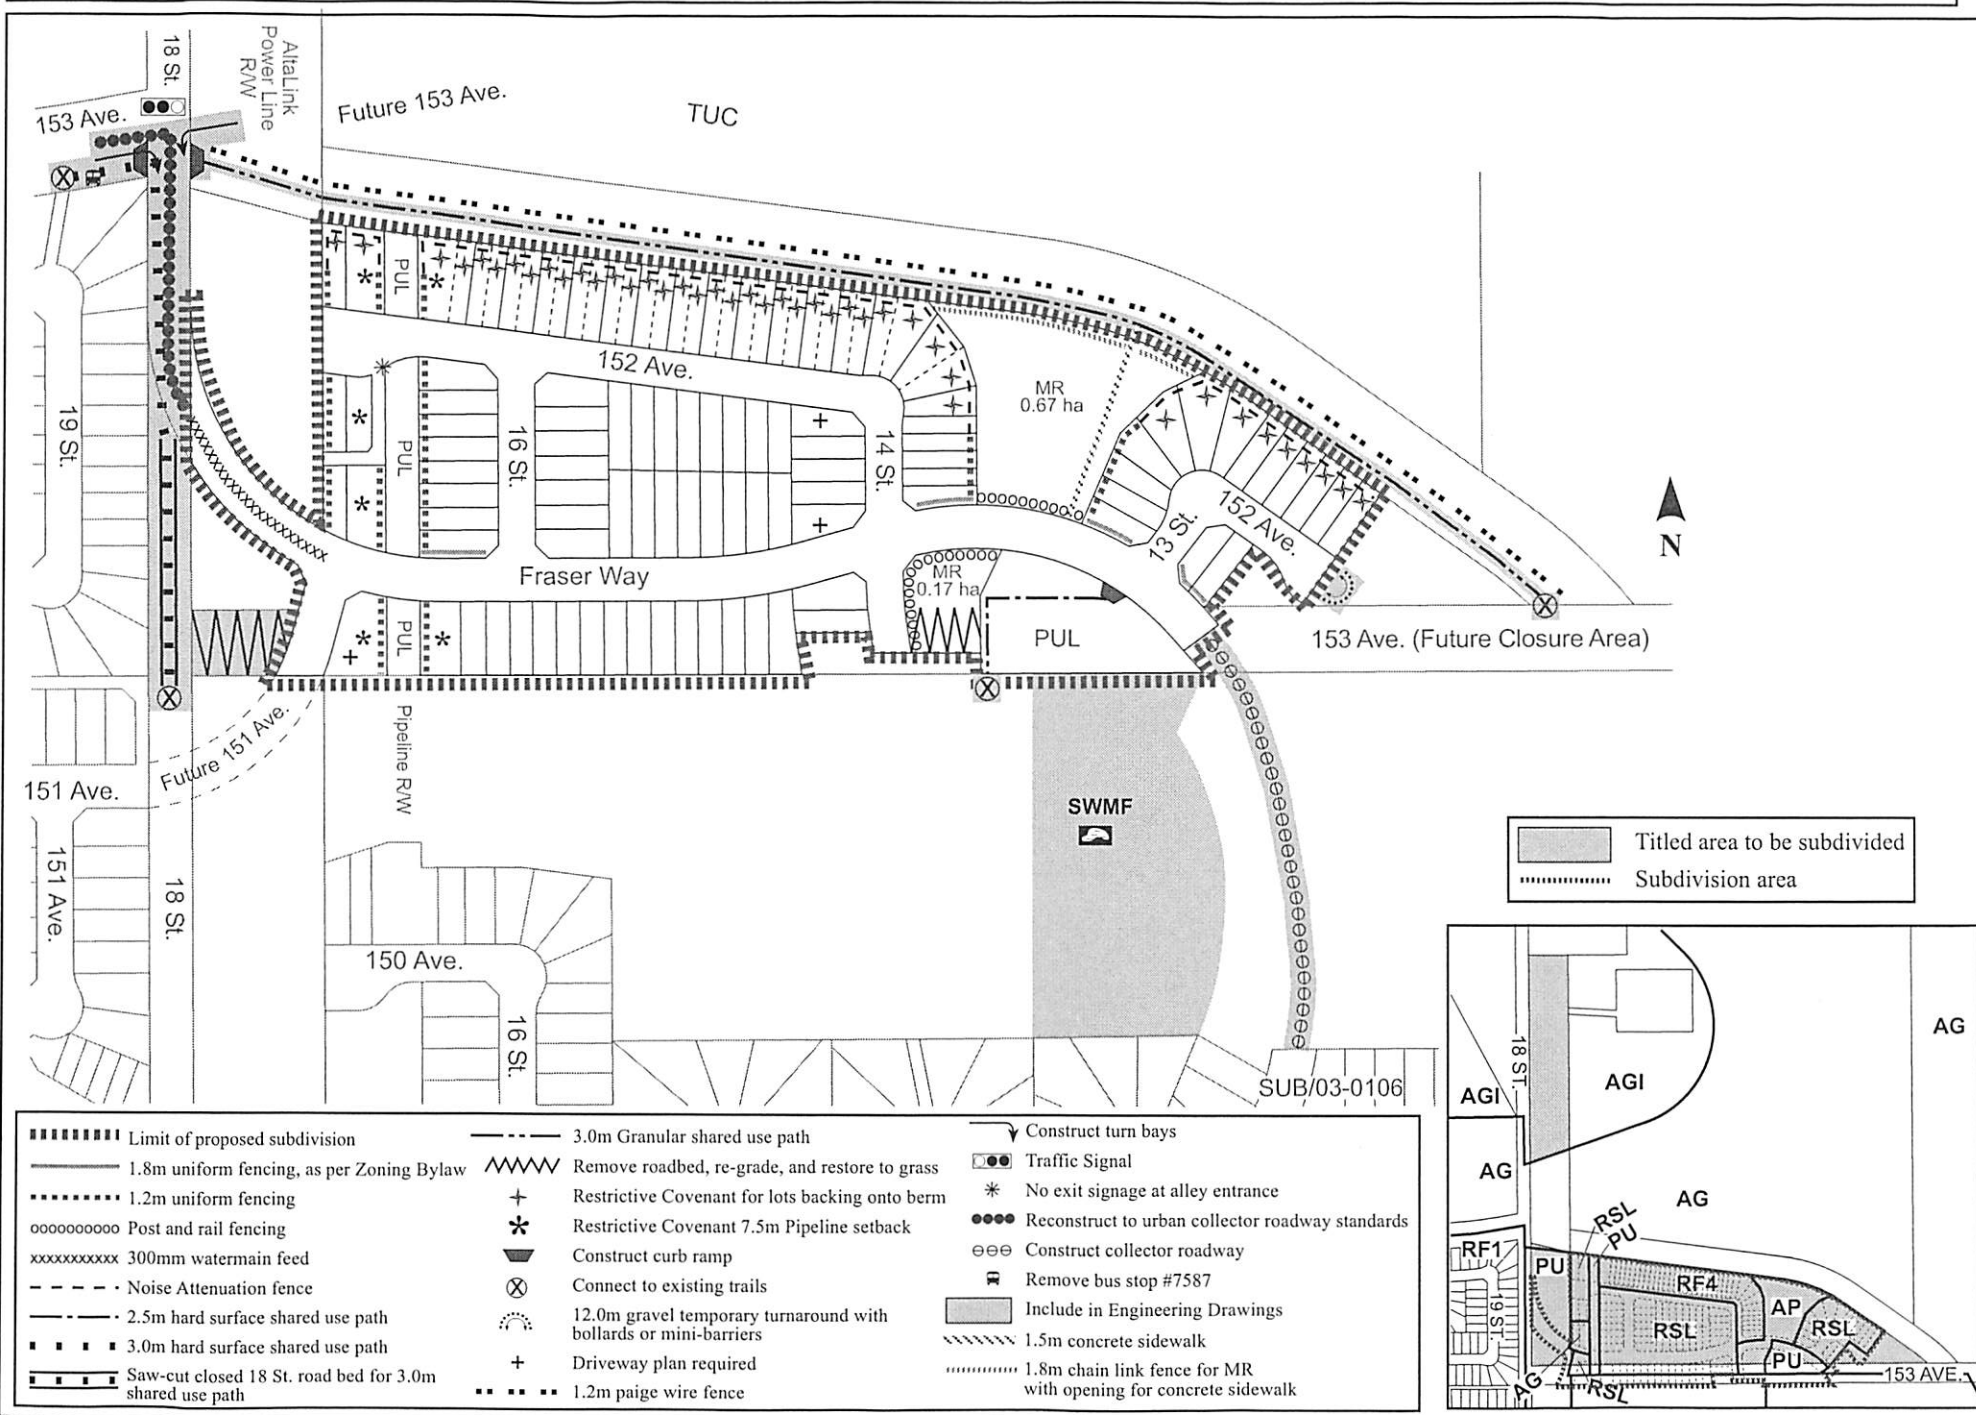 18 St.
AltaLink
Power Line
R/W
153 Ave.
Future 153 Ave.
TUC
PUL
152 Ave.
MR
0.67 ha
19 St.
PUL
16 St.
14 St.
13 St.
152 Ave.
N
Fraser Way
MR
0.17 ha
PUL
PUL
153 Ave. (Future Closure Area)
Future 151 Ave.
Pipeline R/W
151 Ave.
SWMF
151 Ave.
18 St.
150 Ave.
16 St.
SUB/03-0106
Titled area to be subdivided
Subdivision area
Limit of proposed subdivision
1.8m uniform fencing, as per Zoning Bylaw
1.2m uniform fencing
Post and rail fencing
300mm watermain feed
Noise Attenuation fence
2.5m hard surface shared use path
3.0m hard surface shared use path
Saw-cut closed 18 St. road bed for 3.0m
shared use path
3.0m Granular shared use path
Remove roadbed, re-grade, and restore to grass
Restrictive Covenant for lots backing onto berm
Restrictive Covenant 7.5m Pipeline setback
Construct curb ramp
Connect to existing trails
12.0m gravel temporary turnaround with
bollards or mini-barriers
Driveway plan required
1.2m paige wire fence
Construct turn bays
Traffic Signal
No exit signage at alley entrance
Reconstruct to urban collector roadway standards
Construct collector roadway
Remove bus stop #7587
Include in Engineering Drawings
1.5m concrete sidewalk
1.8m chain link fence for MR
with opening for concrete sidewalk
18 ST.
AG
AGI
AGI
AG
AG
RSL
PU
RF1
PU
RF4
AP
19 ST.
RSL
RSL
PU
AG
RSL
153 AVE.